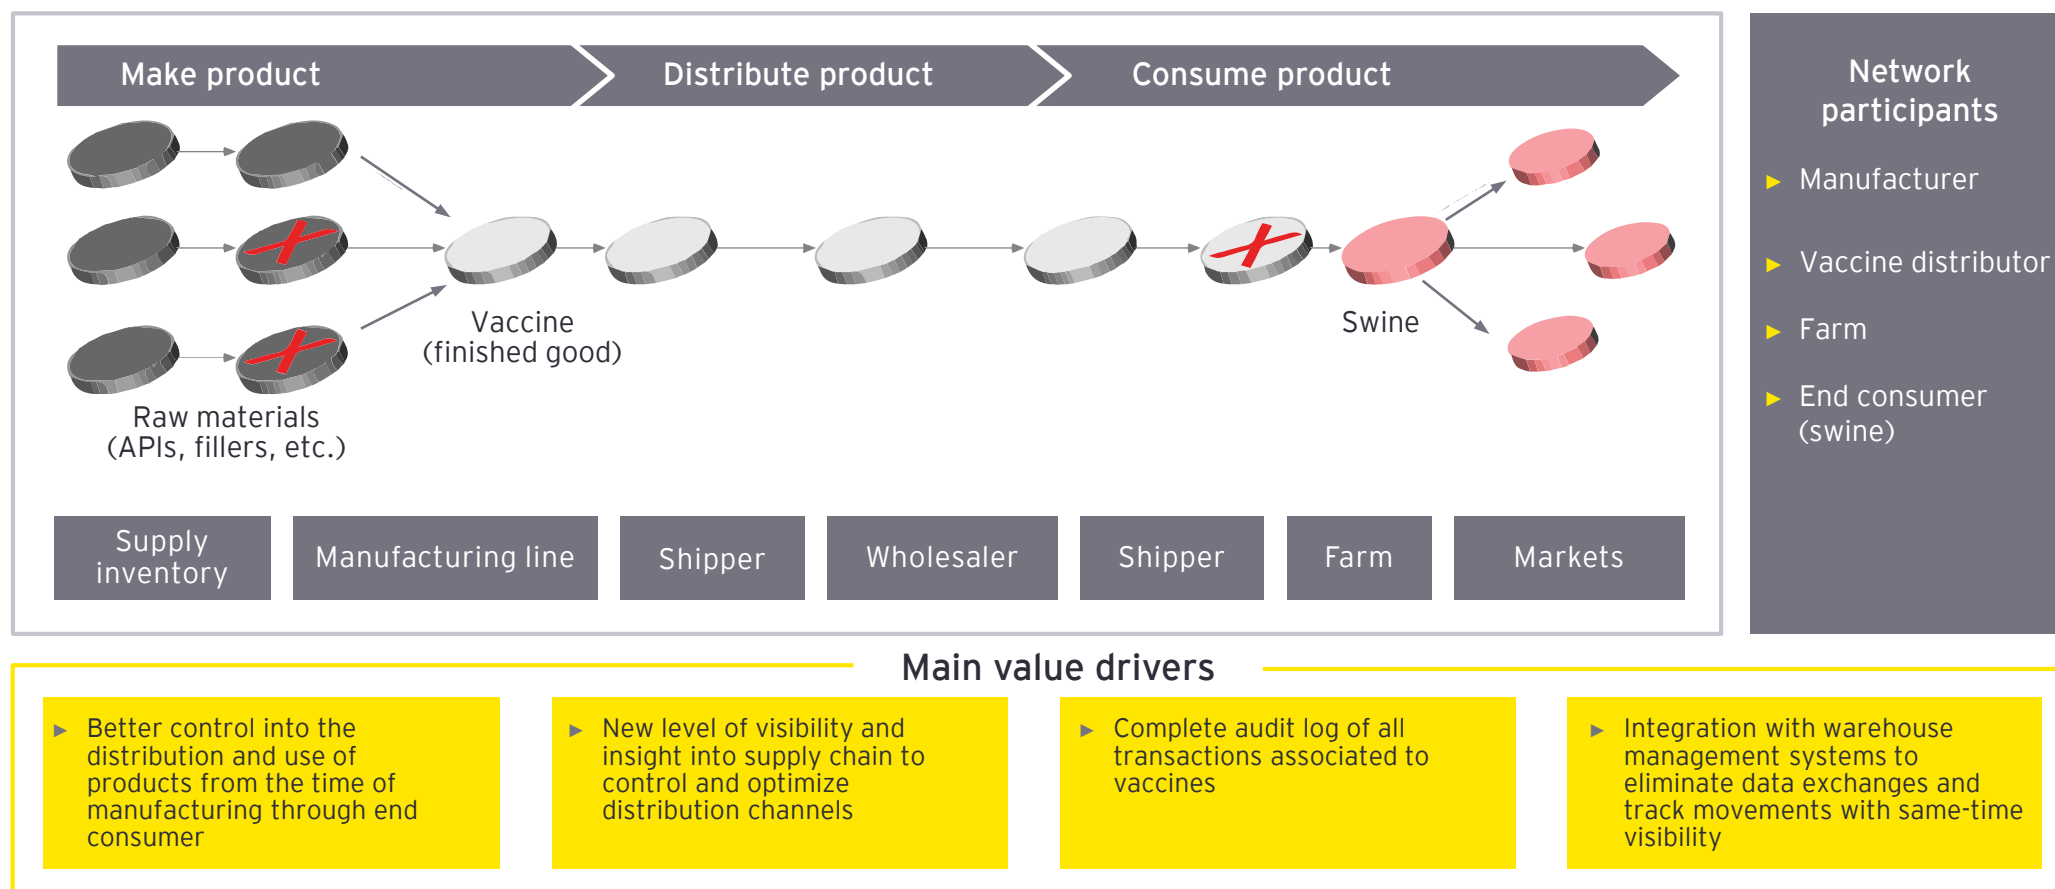 Make product
Distribute product
Consume product
Vaccine
(finished good)
Swine
Raw materials
(APIs, fillers, etc.)
Supply
inventory
Manufacturing line
Shipper
Wholesaler
Shipper
Farm
Markets
Network
participants
► Manufacturer
► Vaccine distributor
► Farm
► End consumer
(swine)
Main value drivers
► Better control into the
distribution and use of
products from the time of
manufacturing through end
consumer
► New level of visibility and
insight into supply chain to
control and optimize
distribution channels
► Complete audit log of all
transactions associated to
vaccines
► Integration with warehouse
management systems to
eliminate data exchanges and
track movements with same-time
visibility